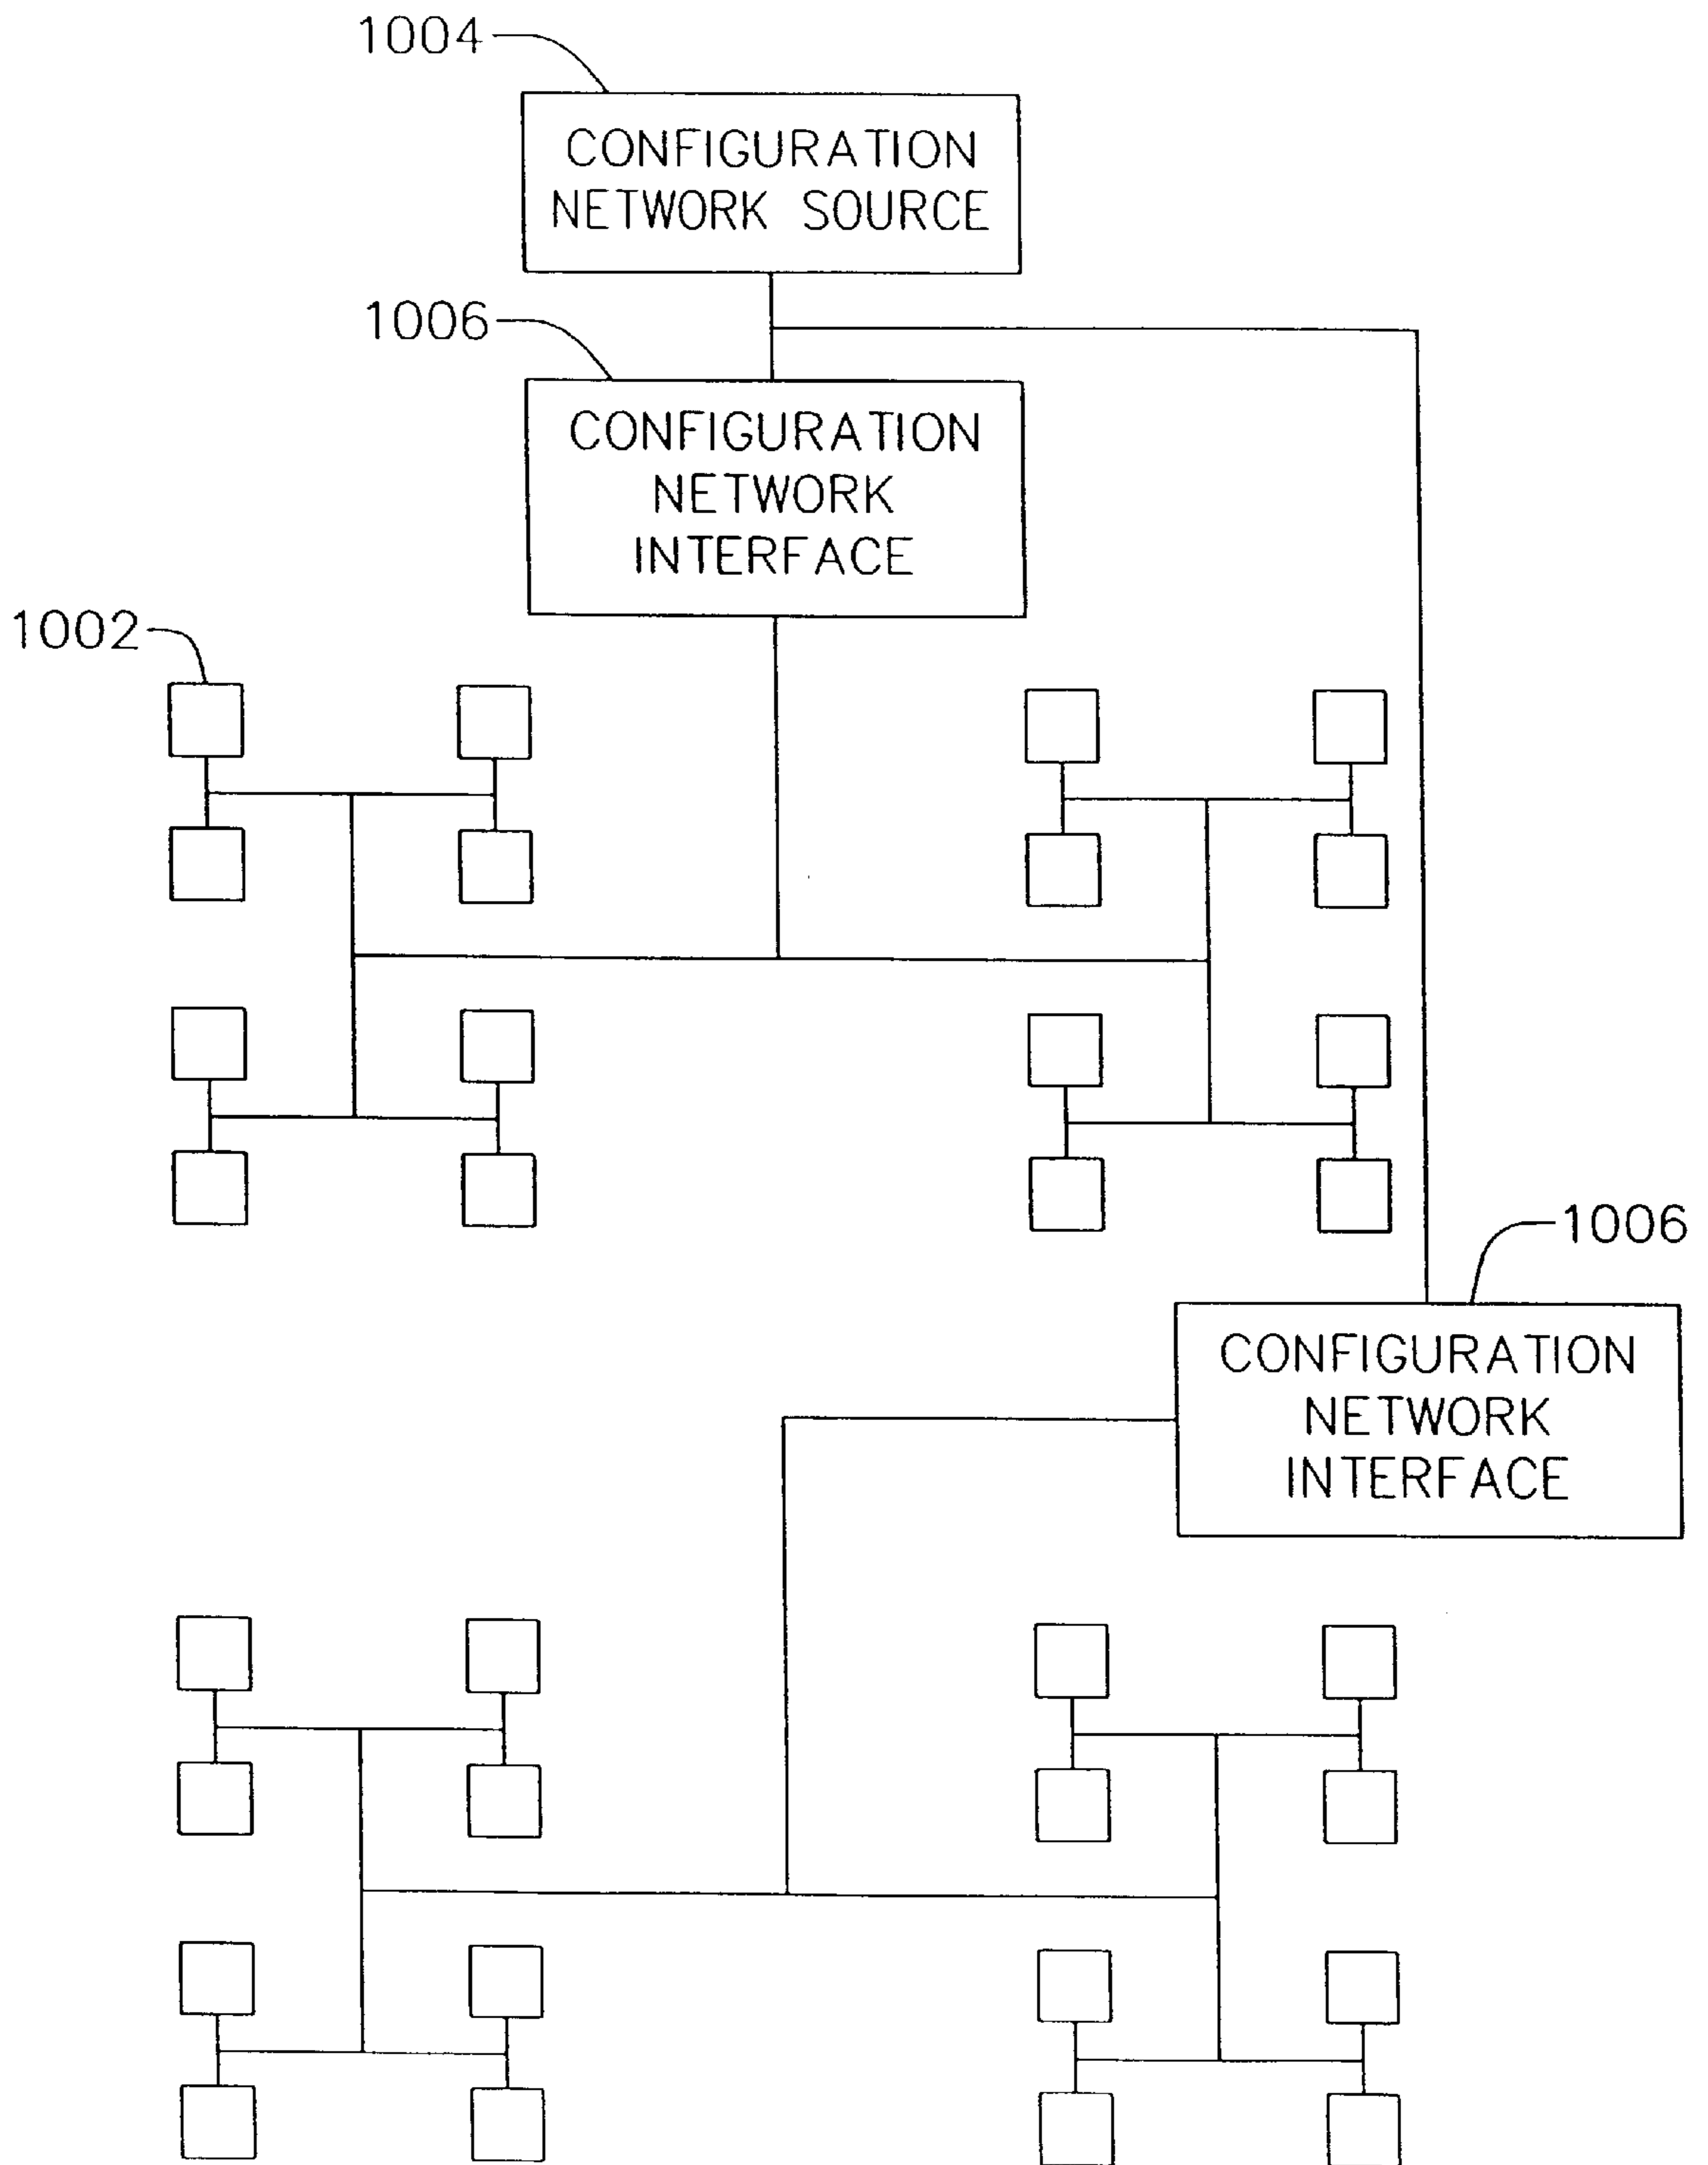 1004
CONFIGURATION
NETWORK SOURCE
1006
CONFIGURATION
NETWORK
INTERFACE
1002
1006
CONFIGURATION
NETWORK
INTERFACE